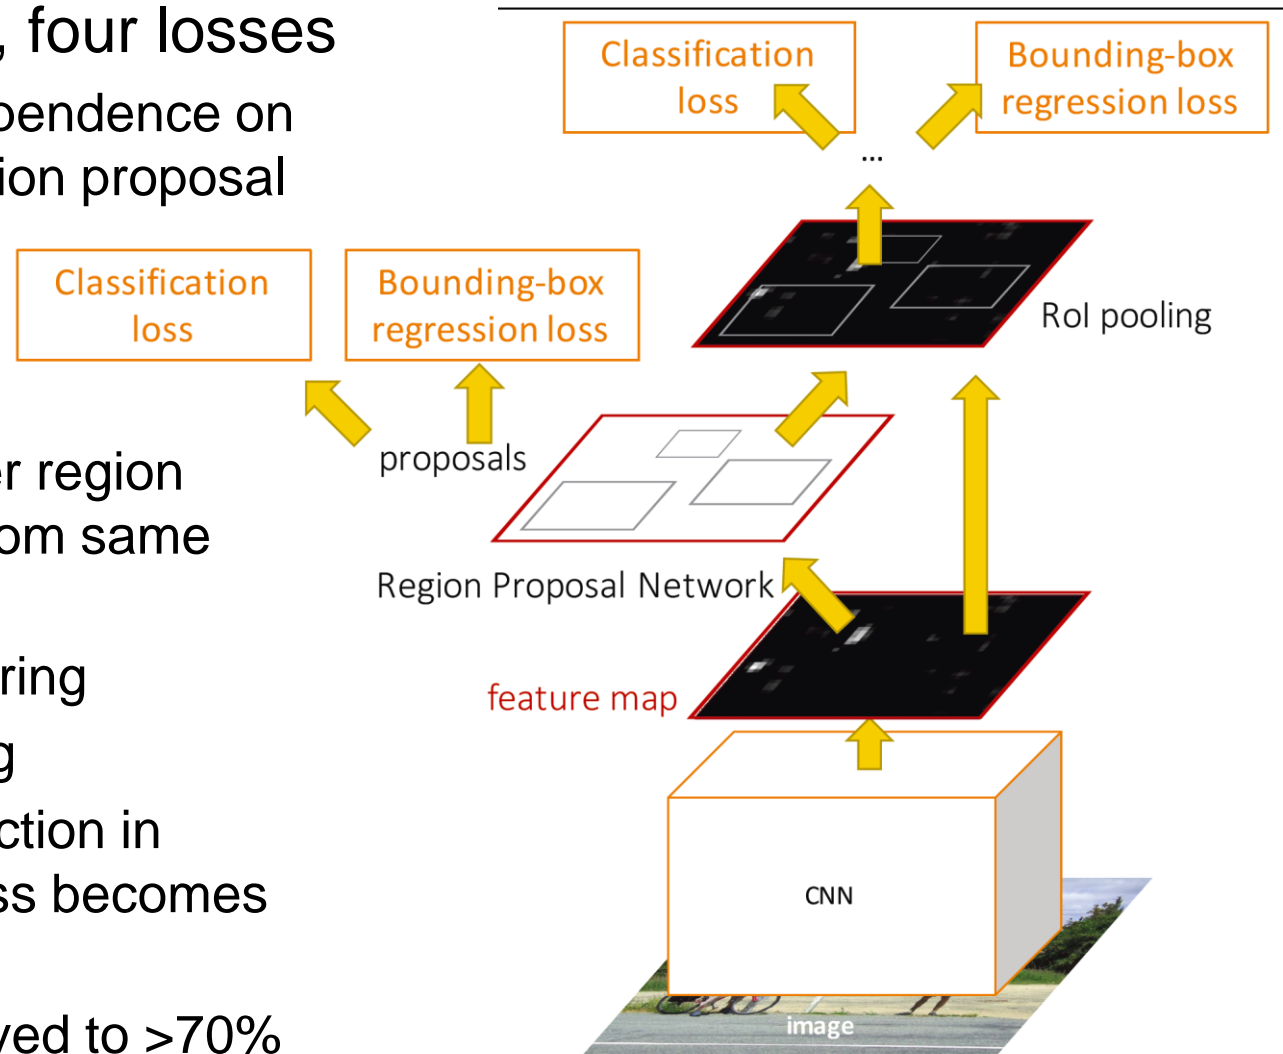 , four losses
pendence on
ion proposal
er region
om same
ring
g
ction in
ss becomes
ved to >70%
Classification
loss
Bounding-box
regression loss
...
RoI pooling
Classification
loss
Bounding-box
regression loss
proposals
Region Proposal Network
feature map
CNN
image